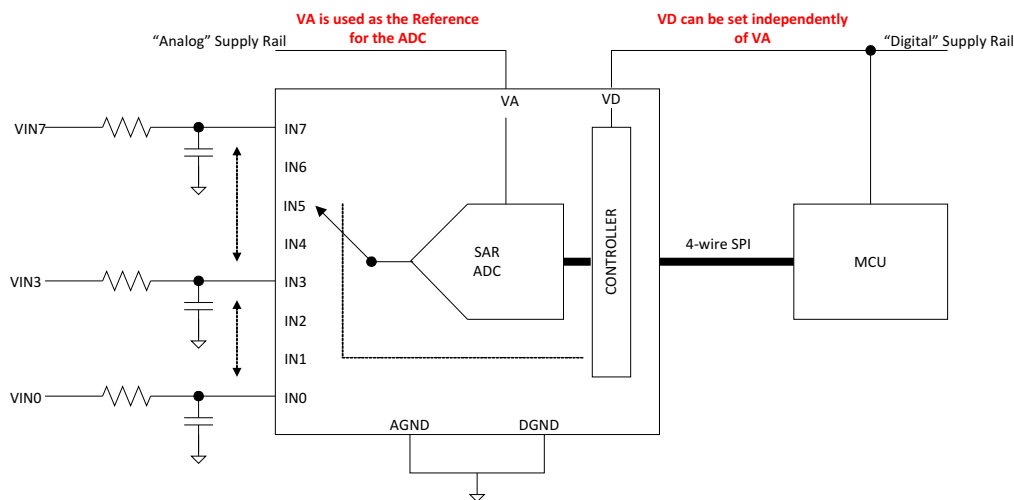 VA is used as the Reference
for the ADC
VD can be set independently
of VA
“Analog” Supply Rail
“Digital” Supply Rail
VA
VD
VIN7
IN7
IN6
IN5
IN4
VIN3
IN3
IN2
IN1
VIN0
IN0
SAR
ADC
CONTROLLER
4-wire SPI
MCU
AGND
DGND